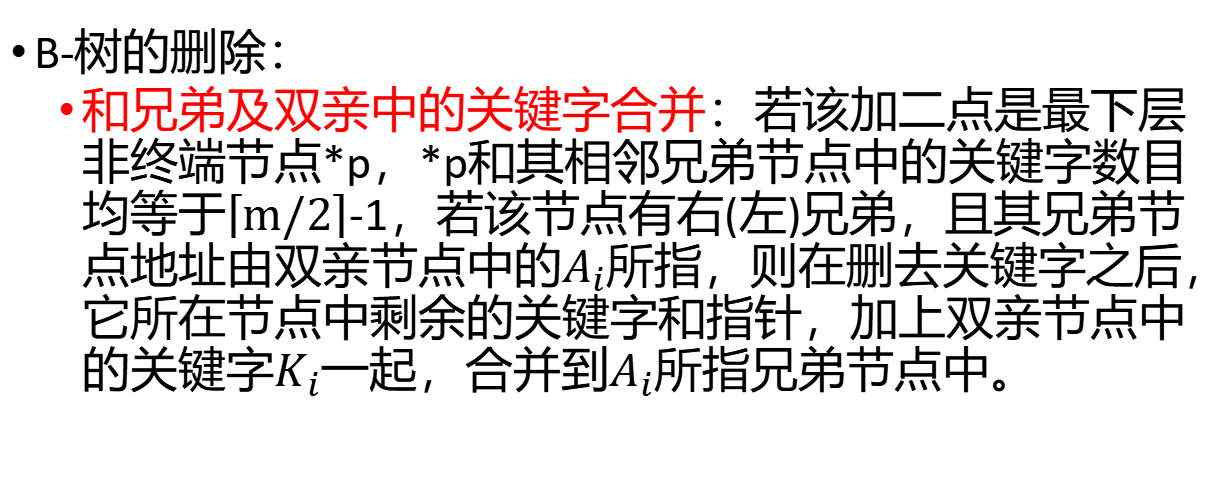 •B-树的删除：
•和兄弟及双亲中的关键字合并：若该加二点是最下层
非终端节点*p，*p和其相邻兄弟节点中的关键字数目
均等于⌈m/2⌉-1，若该节点有右(左)兄弟，且其兄弟节
点地址由双亲节点中的Aᵢ所指，则在删去关键字之后，
它所在节点中剩余的关键字和指针，加上双亲节点中
的关键字Kᵢ一起，合并到Aᵢ所指兄弟节点中。